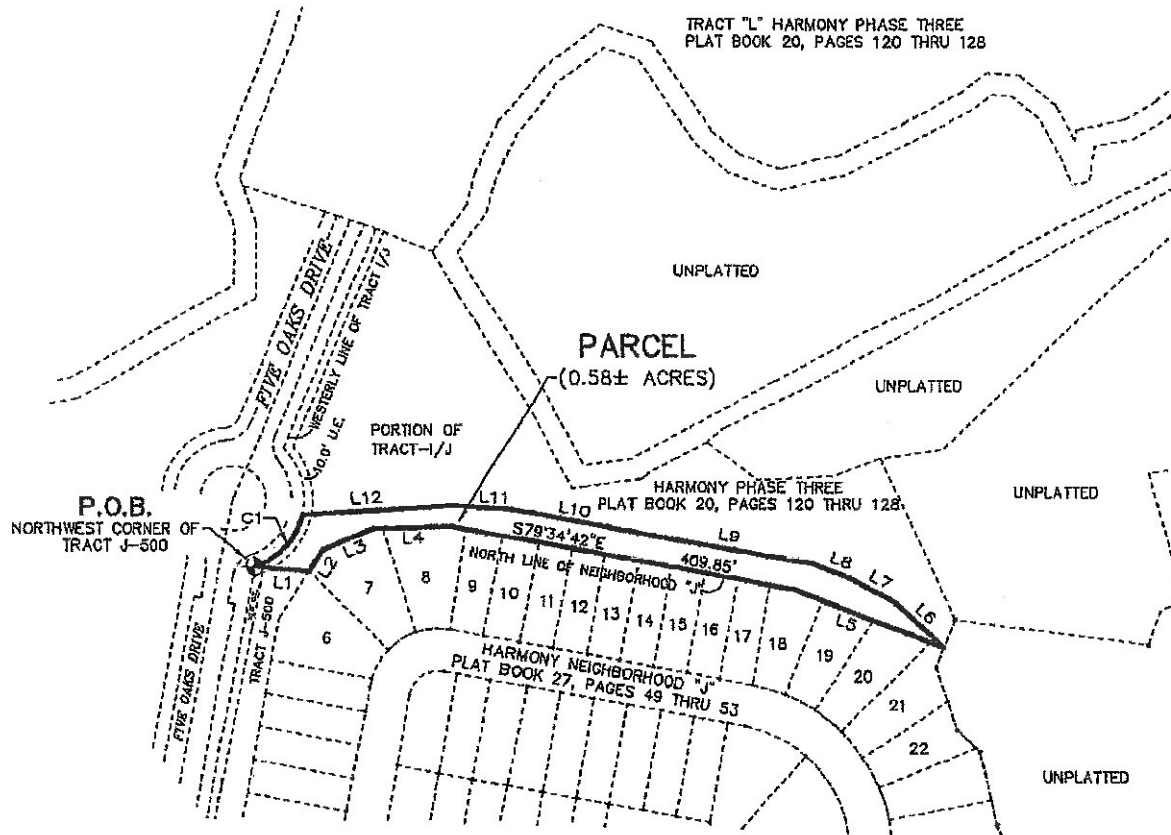 TRACT "L" HARMONY PHASE THREE
PLAT BOOK 20, PAGES 120 THRU 128
UNPLATTED
FIVE OAKS DRIVE
WESTERLY LINE OF TRACT I/J
10.0' U.E.
PARCEL
(0.58± ACRES)
UNPLATTED
PORTION OF
TRACT-I/J
P.O.B.
NORTHWEST CORNER OF
TRACT J-500
C1
L12
L11
L10
HARMONY PHASE THREE
PLAT BOOK 20, PAGES 120 THRU 128
UNPLATTED
L1
L2
L3
L4
S79°34'42"E
409.85'
L9
L8
L7
L6
L5
NORTH LINE OF NEIGHBORHOOD "J"
6
7
8
9
10
11
12
13
14
15
16
17
18
19
20
21
22
HARMONY NEIGHBORHOOD "J"
PLAT BOOK 27, PAGES 49 THRU 53
FIVE OAKS DRIVE
TRACT J-500
UNPLATTED